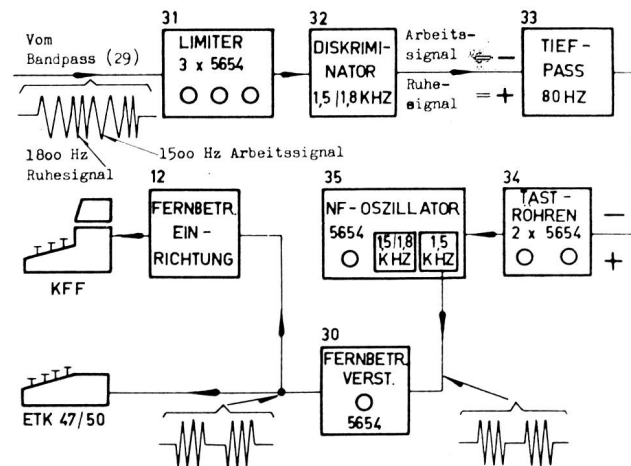 31
32
33
Vom
Bandpass (29)
LIMITER
3 x 5654
DISKRIMI-
NATOR
1,5/1,8 KHZ
Arbeits-
signal = −
Ruhe-
signal = +
TIEF-
PASS
80 HZ
1800 Hz
Ruhesignal
1500 Hz Arbeitssignal
12
35
34
FERNBETR.
EIN-
RICHTUNG
KFF
NF-OSZILLATOR
5654
1,5/1,8
KHZ
1,5
KHZ
TAST-
RÖHREN
2 x 5654
−
+
30
FERNBETR.
VERST.
5654
ETK 47/50